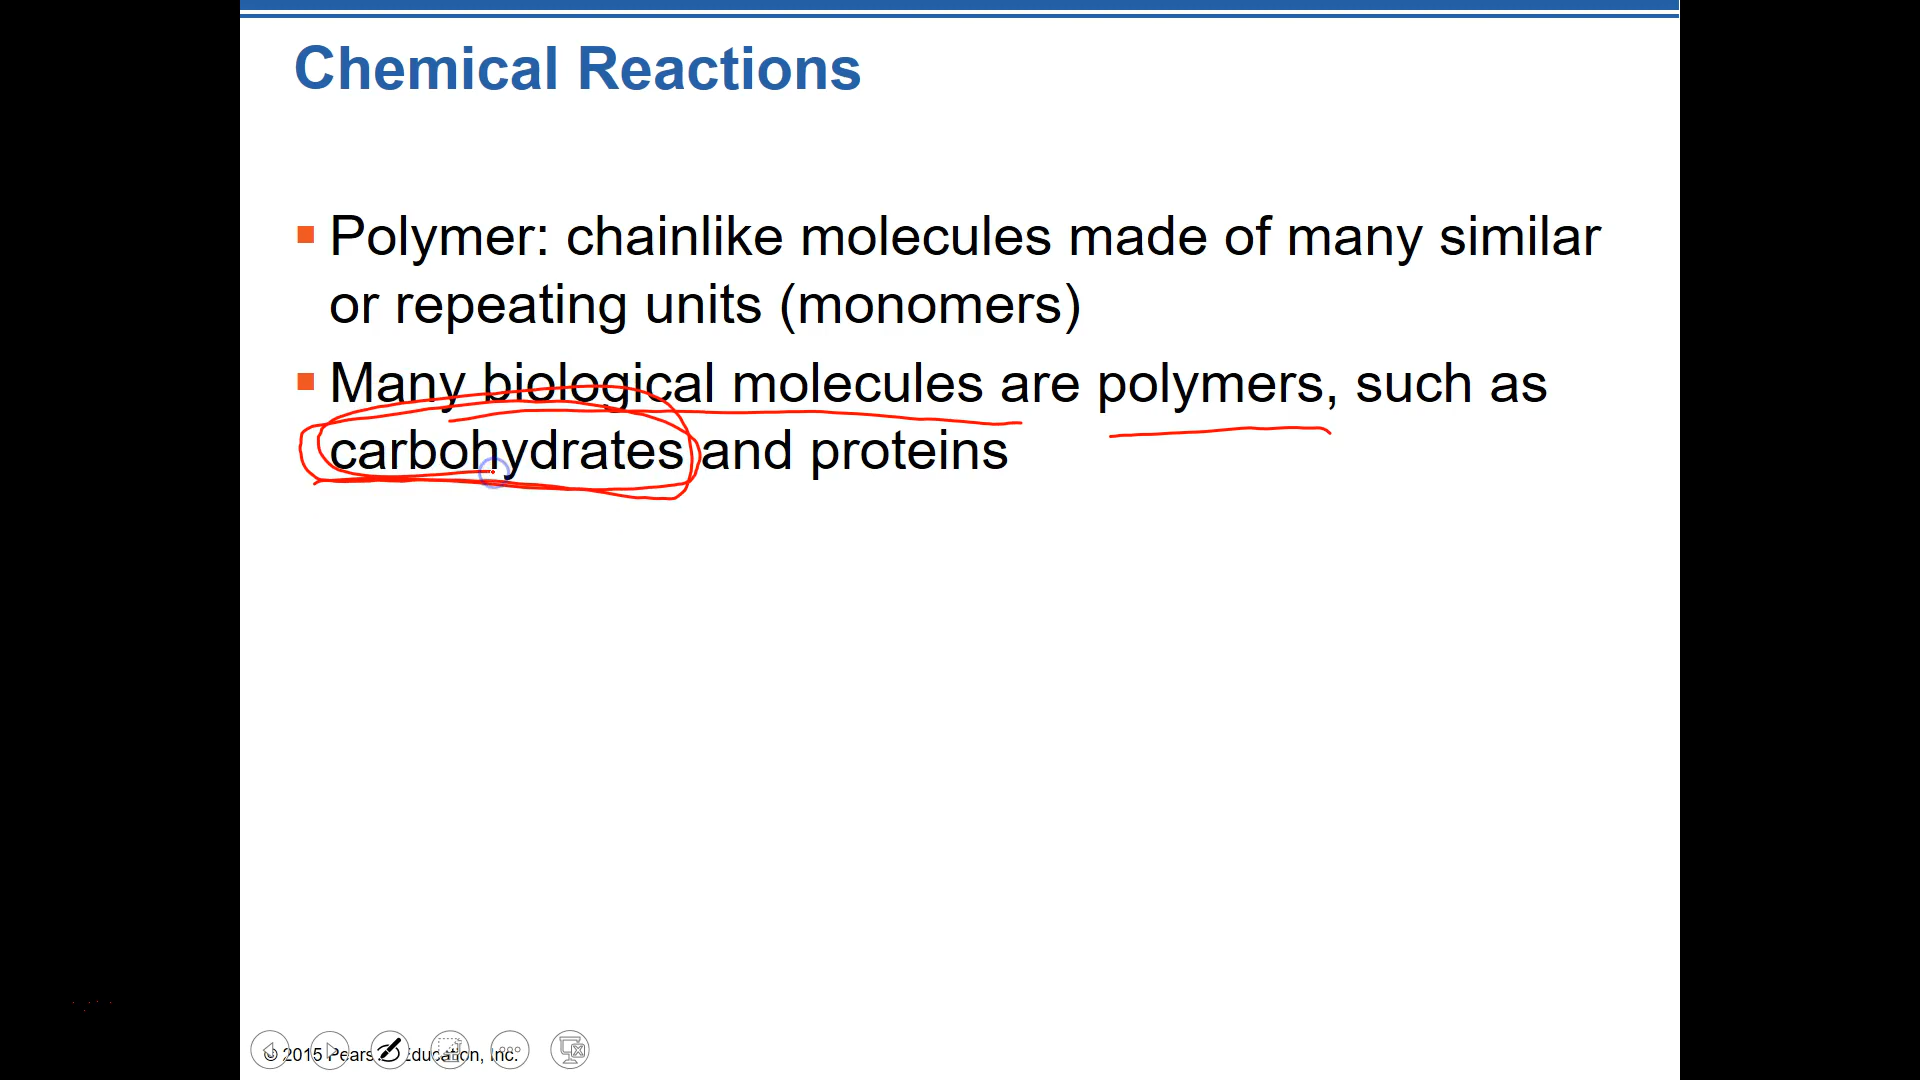 Chemical Reactions
Polymer: chainlike molecules made of many similar
or repeating units (monomers)
Many biological molecules are polymers, such as
carbohydrates and proteins
© 2015 Pearson Education, Inc.